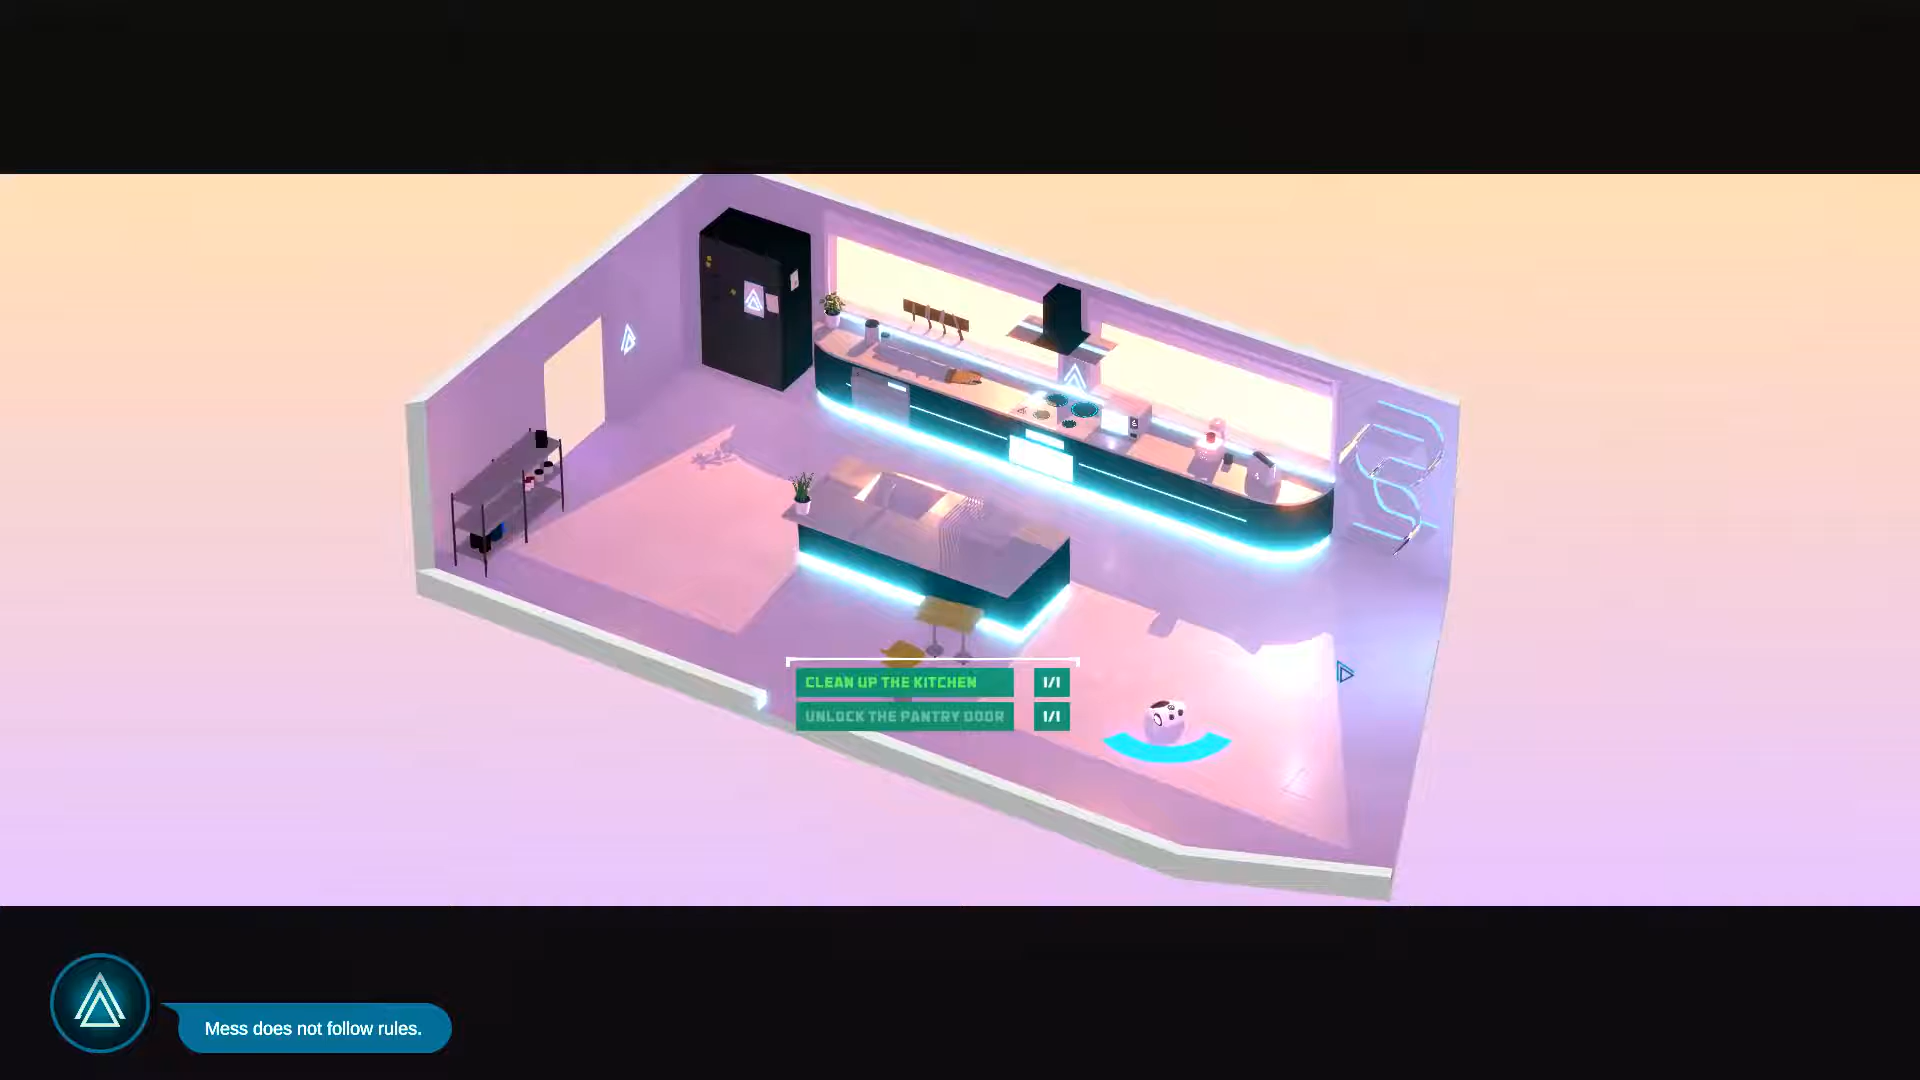 CLEAN UP THE KITCHEN 1/1
UNLOCK THE PANTRY DOOR 1/1
Mess does not follow rules.